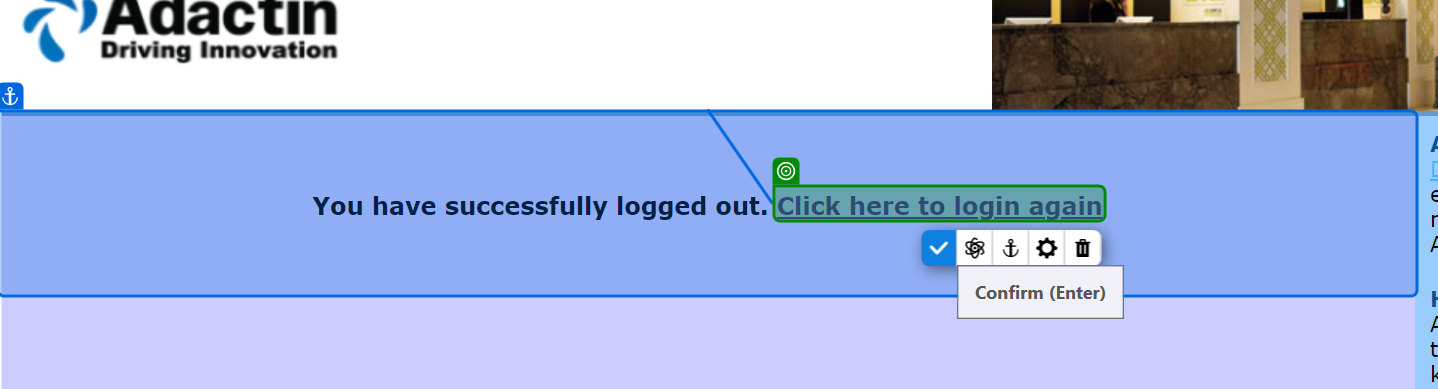 Adactin
Driving Innovation
You have successfully logged out. Click here to login again
Confirm (Enter)